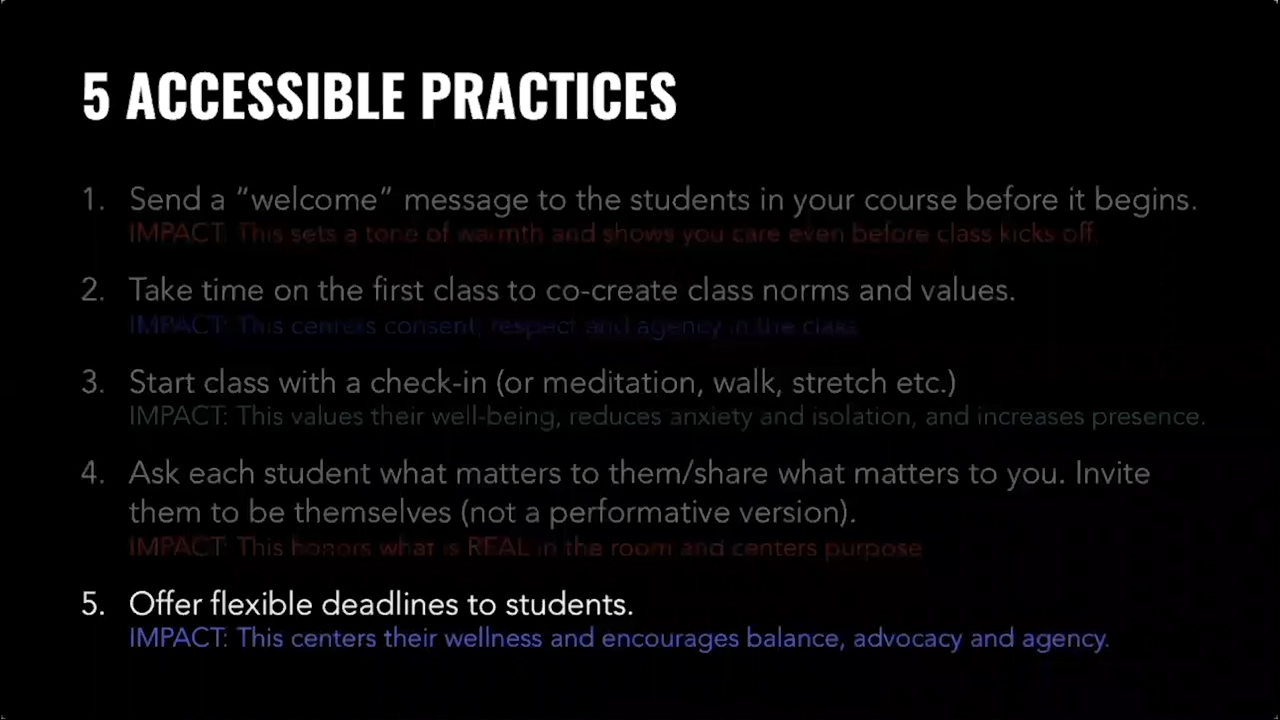 5 ACCESSIBLE PRACTICES
1. Send a “welcome” message to the students in your course before it begins.
IMPACT: This sets a tone of warmth and shows you care even before class kicks off.
2. Take time on the first class to co-create class norms and values.
IMPACT: This centers consent, respect and agency in the class
3. Start class with a check-in (or meditation, walk, stretch etc.)
IMPACT: This values their well-being, reduces anxiety and isolation, and increases presence.
4. Ask each student what matters to them/share what matters to you. Invite
them to be themselves (not a performative version).
IMPACT: This honors what is REAL in the room and centers purpose
5. Offer flexible deadlines to students.
IMPACT: This centers their wellness and encourages balance, advocacy and agency.